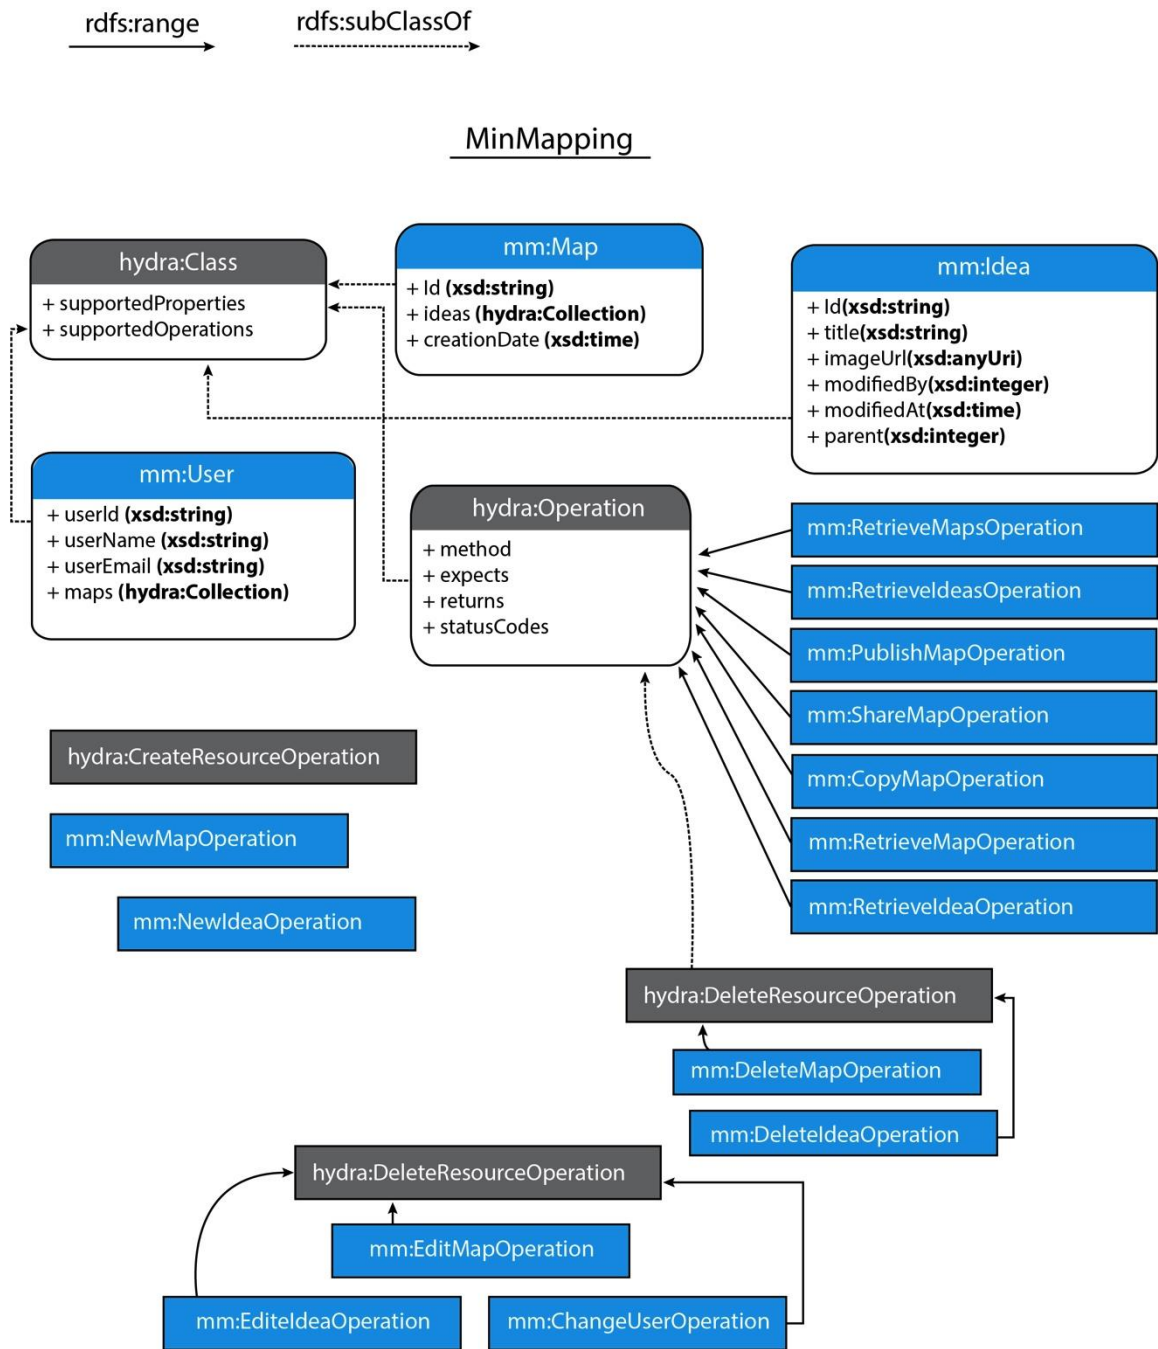 rdfs:range
rdfs:subClassOf
MinMapping
hydra:Class
+ supportedProperties
+ supportedOperations
mm:Map
+ Id (xsd:string)
+ ideas (hydra:Collection)
+ creationDate (xsd:time)
mm:Idea
+ Id(xsd:string)
+ title(xsd:string)
+ imageUrl(xsd:anyUri)
+ modifiedBy(xsd:integer)
+ modifiedAt(xsd:time)
+ parent(xsd:integer)
mm:User
+ userId (xsd:string)
+ userName (xsd:string)
+ userEmail (xsd:string)
+ maps (hydra:Collection)
hydra:Operation
+ method
+ expects
+ returns
+ statusCodes
mm:RetrieveMapsOperation
mm:RetrieveIdeasOperation
mm:PublishMapOperation
mm:ShareMapOperation
mm:CopyMapOperation
mm:RetrieveMapOperation
mm:RetrieveIdeaOperation
hydra:CreateResourceOperation
mm:NewMapOperation
mm:NewIdeaOperation
hydra:DeleteResourceOperation
mm:DeleteMapOperation
mm:DeleteIdeaOperation
hydra:DeleteResourceOperation
mm:EditMapOperation
mm:EditeIdeaOperation
mm:ChangeUserOperation